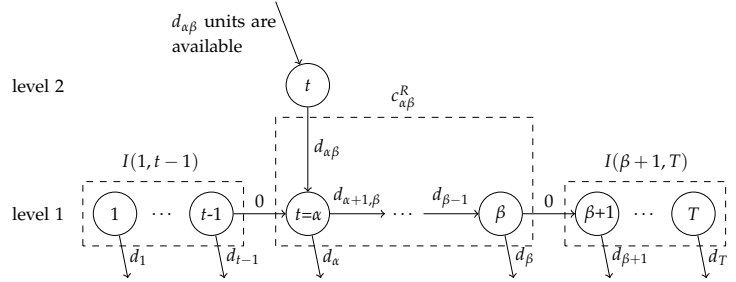 d_{αβ} units are
available
level 2
t
c^R_{αβ}
d_{αβ}
I(1, t − 1)
I(β + 1, T)
level 1
1
···
t-1
0
t=α
d_{α+1,β}
···
d_{β−1}
β
0
β+1
···
T
d_1
d_{t−1}
d_α
d_β
d_{β+1}
d_T